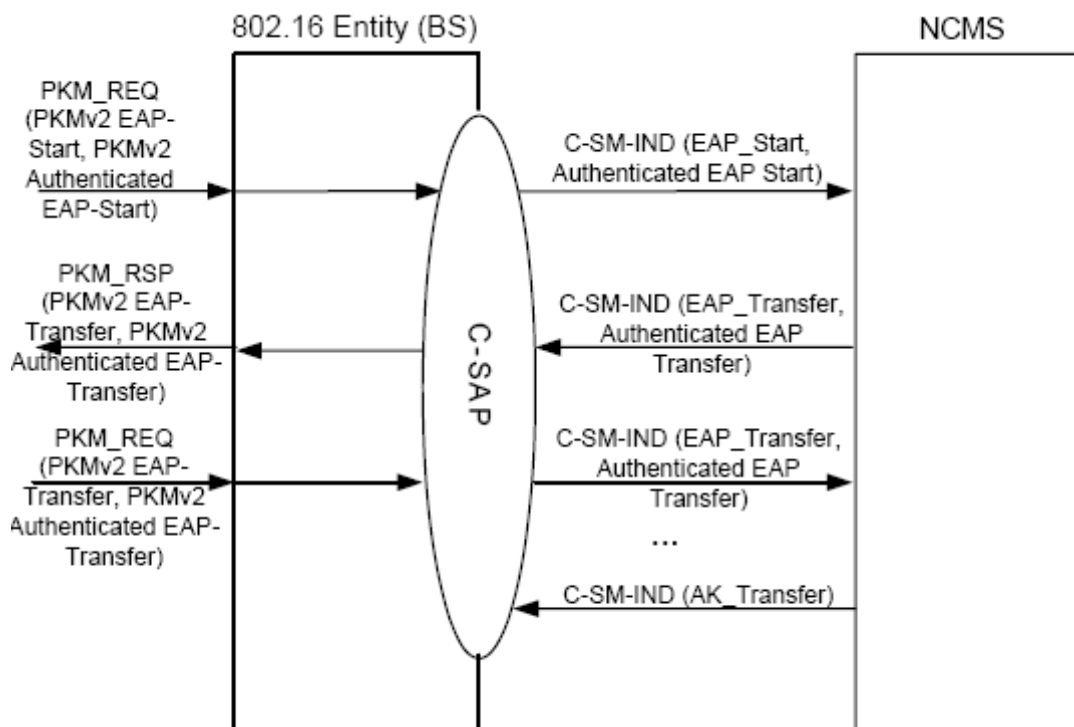 802.16 Entity (BS)
NCMS
PKM_REQ
(PKMv2 EAP-
Start, PKMv2
Authenticated
EAP-Start)
C-SM-IND (EAP_Start,
Authenticated EAP Start)
PKM_RSP
(PKMv2 EAP-
Transfer, PKMv2
Authenticated EAP-
Transfer)
C-SM-IND (EAP_Transfer,
Authenticated EAP
Transfer)
C-SAP
PKM_REQ
(PKMv2 EAP-
Transfer, PKMv2
Authenticated EAP-
Transfer)
C-SM-IND (EAP_Transfer,
Authenticated EAP
Transfer)
...
C-SM-IND (AK_Transfer)